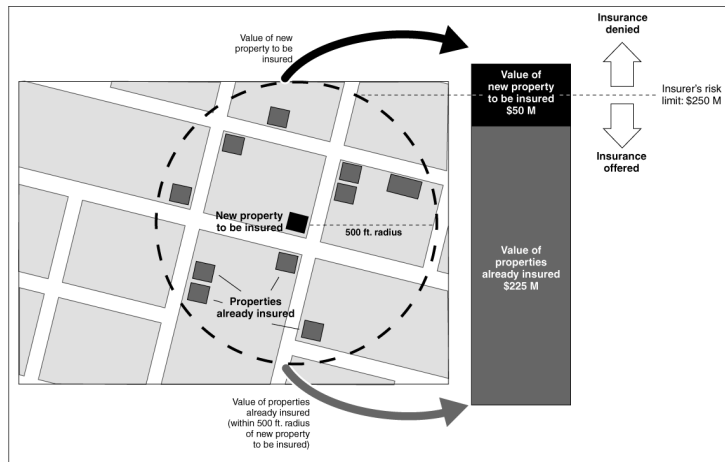 Value of new
property to be
insured
Insurance
denied
Value of
new property
to be insured
$50 M
Insurer's risk
limit: $250 M
Insurance
offered
New property
to be insured
500 ft. radius
Value of
properties
already insured
$225 M
Properties
already insured
Value of properties
already insured
(within 500 ft. radius
of new property
to be insured)